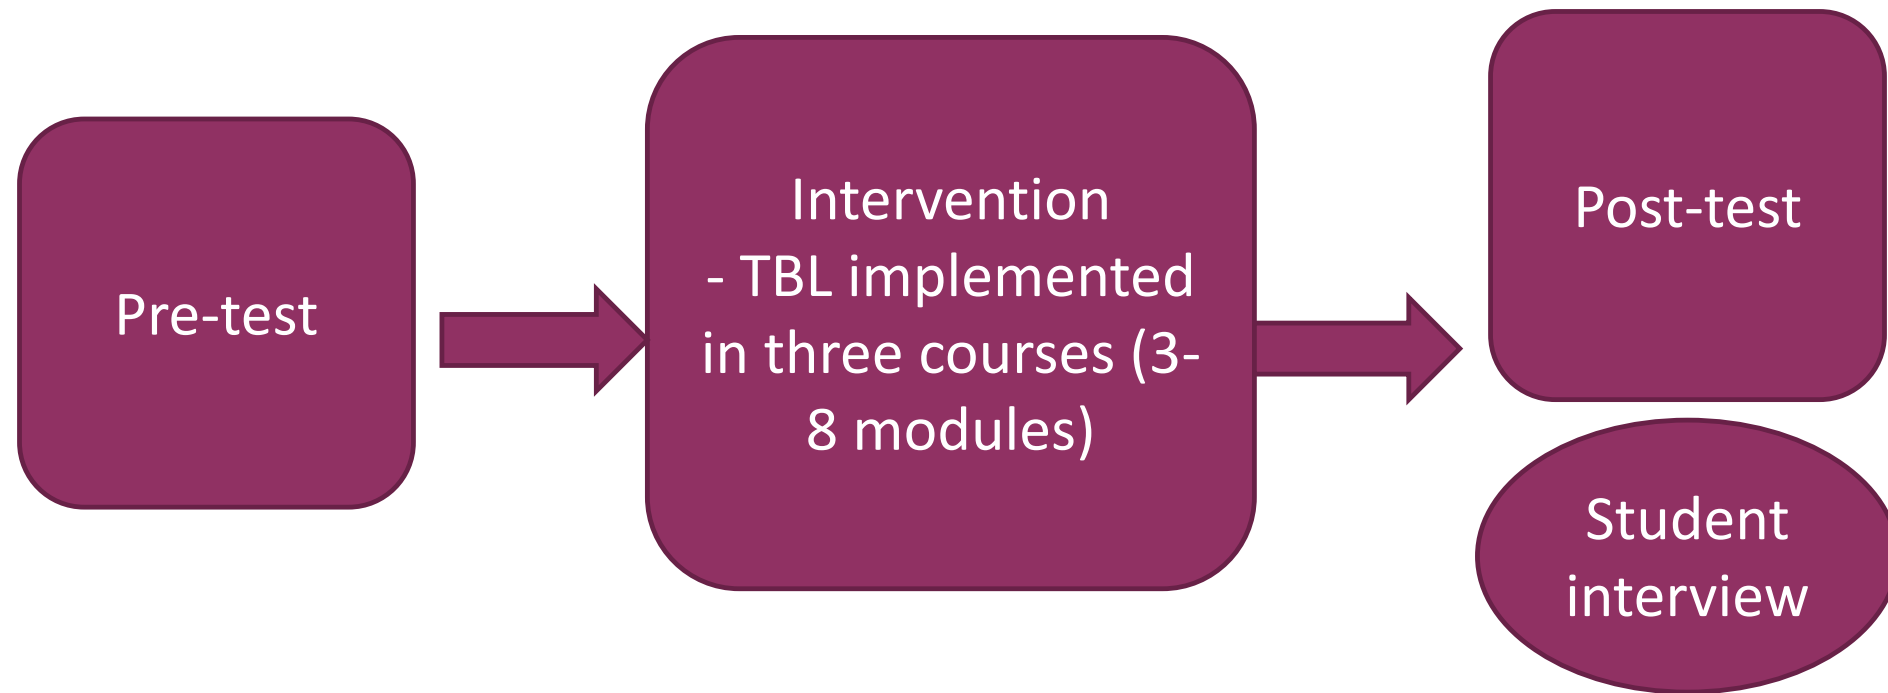 Pre-test
Intervention
- TBL implemented
in three courses (3-
8 modules)
Post-test
Student
interview